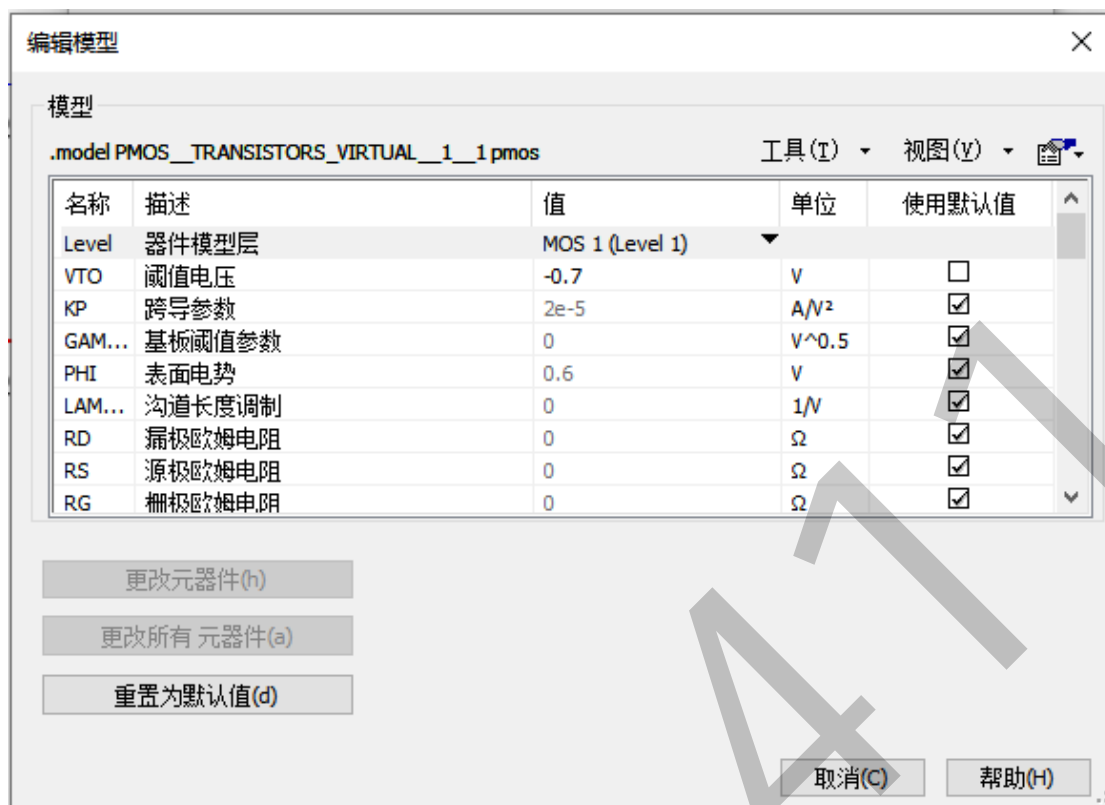 编辑模型
模型
.model PMOS__TRANSISTORS_VIRTUAL__1__1 pmos 工具(T) 视图(V)
名称 描述 值 单位 使用默认值
Level 器件模型层 MOS 1 (Level 1)
VTO 阈值电压 -0.7 V
KP 跨导参数 2e-5 A/V²
GAM... 基板阈值参数 0 V^0.5
PHI 表面电势 0.6 V
LAM... 沟道长度调制 0 1/V
RD 漏极欧姆电阻 0 Ω
RS 源极欧姆电阻 0 Ω
RG 栅极欧姆电阻 0 Ω
更改元器件(h)
更改所有 元器件(a)
重置为默认值(d)
取消(C) 帮助(H)